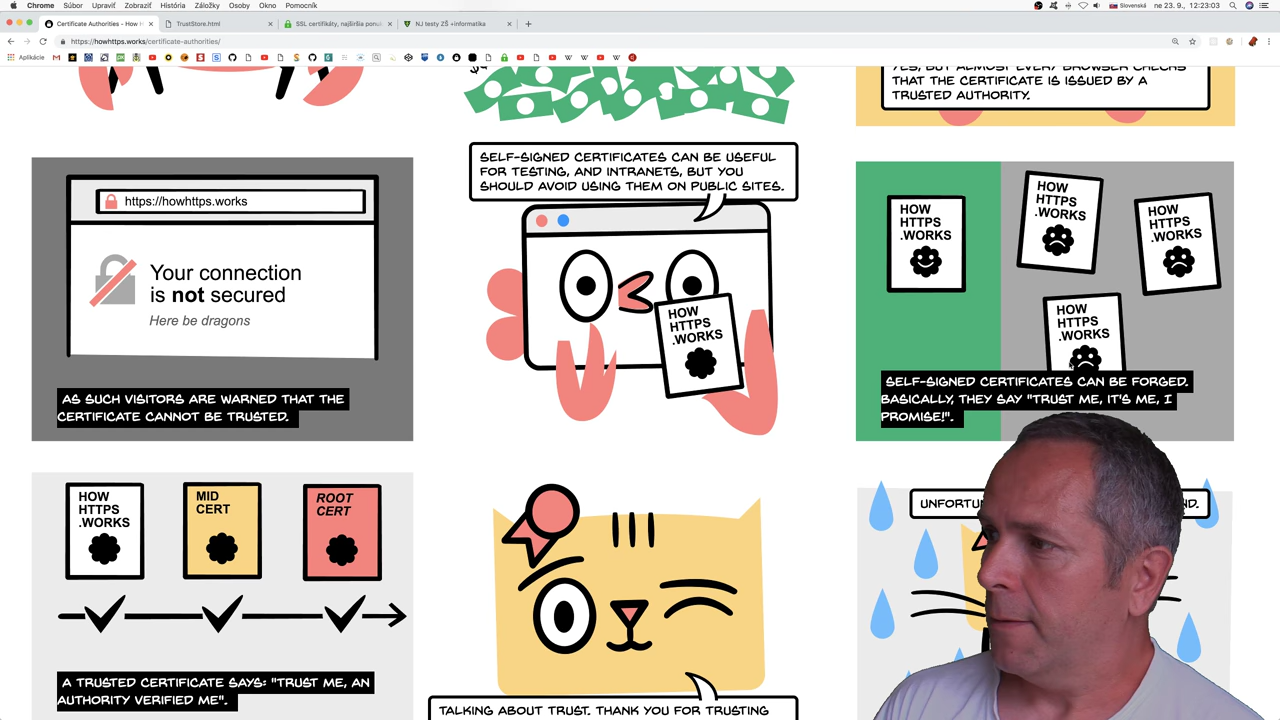 Chrome Súbor Upraviť Zobraziť História Záložky Osoby Okno Pomocník
Slovenská ne 23. 9., 12:23:03
Certificate Authorities - How H
TrustStore.html
SSL certifikáty, najširšia ponu
NJ testy ZŠ +informatika
https://howhttps.works/certificate-authorities/
Aplikácie
YES, BUT ALMOST EVERY BROWSER CHECKS
THAT THE CERTIFICATE IS ISSUED BY A
TRUSTED AUTHORITY.
https://howhttps.works
Your connection
is not secured
Here be dragons
AS SUCH VISITORS ARE WARNED THAT THE
CERTIFICATE CANNOT BE TRUSTED.
SELF-SIGNED CERTIFICATES CAN BE USEFUL
FOR TESTING, AND INTRANETS, BUT YOU
SHOULD AVOID USING THEM ON PUBLIC SITES.
HOW
HTTPS
.WORKS
HOW
HTTPS
.WORKS
HOW
HTTPS
.WORKS
HOW
HTTPS
.WORKS
HOW
HTTPS
.WORKS
SELF-SIGNED CERTIFICATES CAN BE FORGED.
BASICALLY, THEY SAY "TRUST ME, IT'S ME, I
PROMISE!".
HOW
HTTPS
.WORKS
MID
CERT
ROOT
CERT
A TRUSTED CERTIFICATE SAYS: "TRUST ME, AN
AUTHORITY VERIFIED ME".
TALKING ABOUT TRUST. THANK YOU FOR TRUSTING